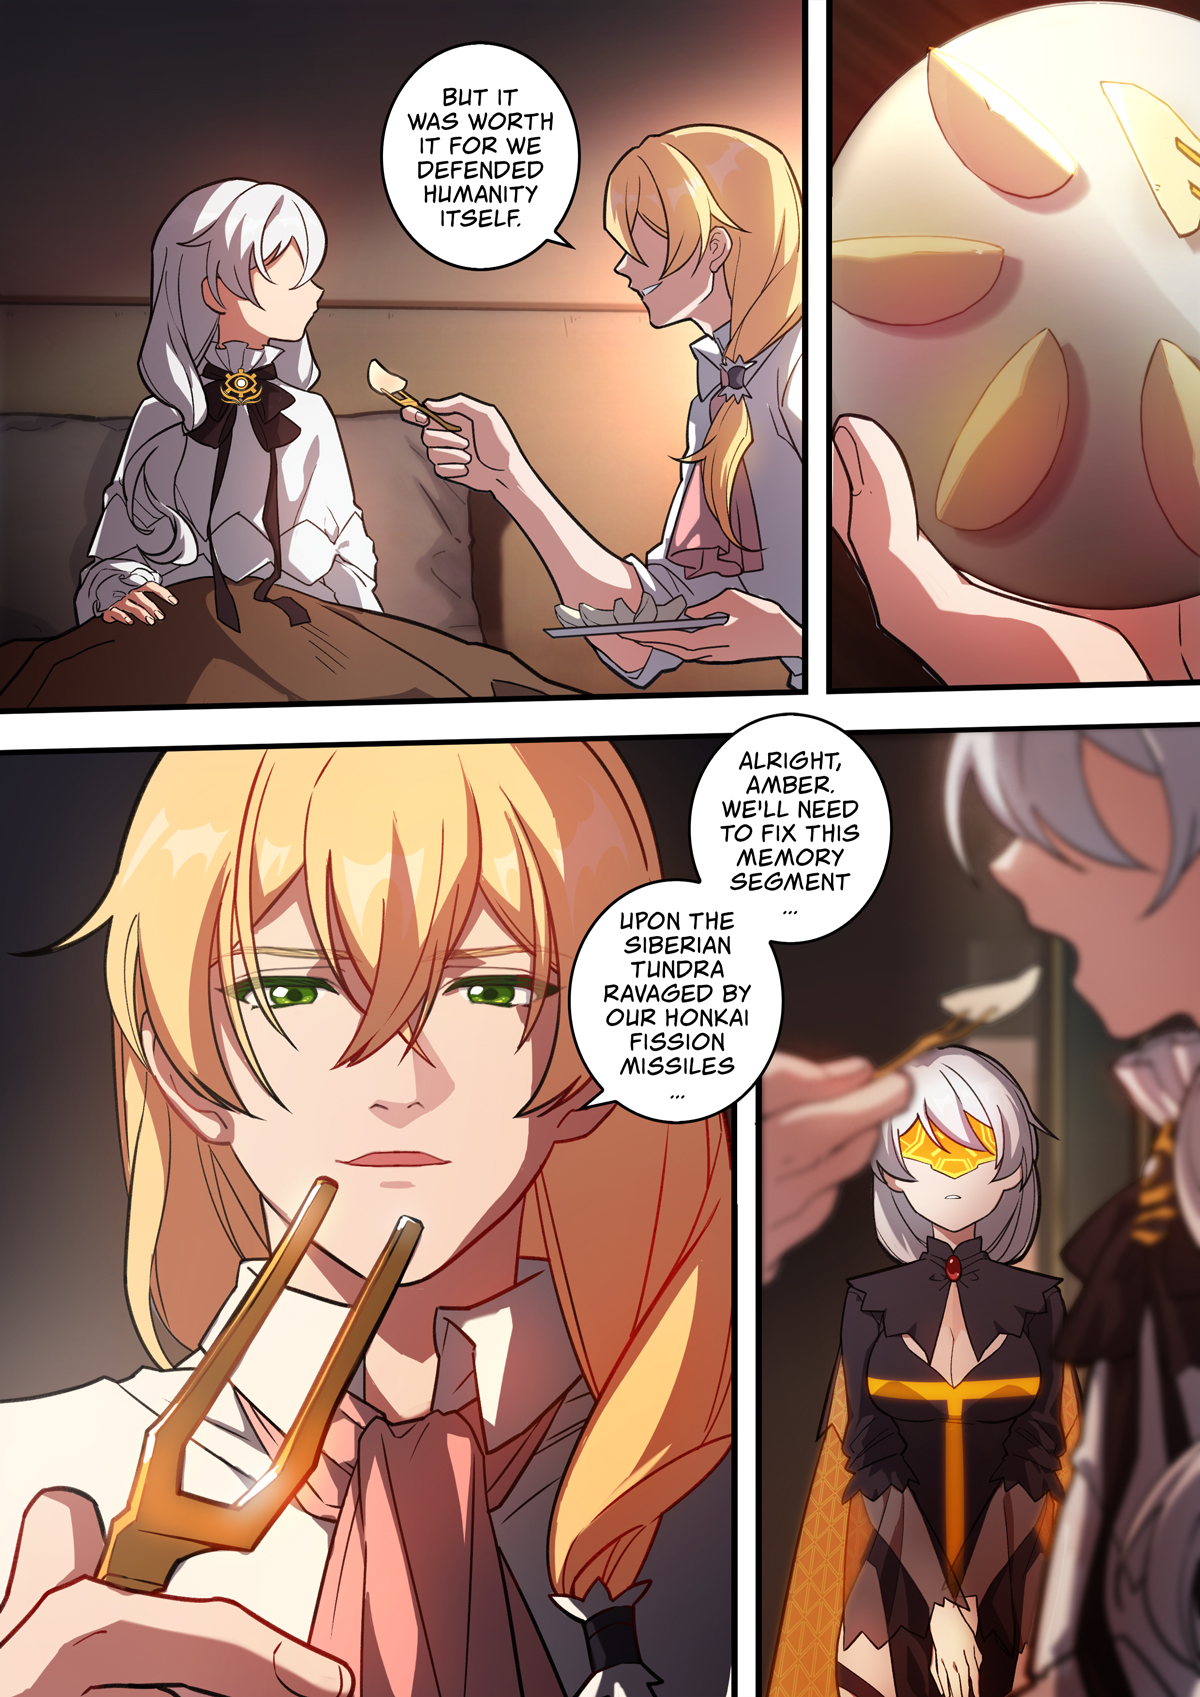 BUT IT
WAS WORTH
IT FOR WE
DEFENDED
HUMANITY
ITSELF.
ALRIGHT,
AMBER.
WE'LL NEED
TO FIX THIS
MEMORY
SEGMENT
...
UPON THE
SIBERIAN
TUNDRA
RAVAGED BY
OUR HONKAI
FISSION
MISSILES
...